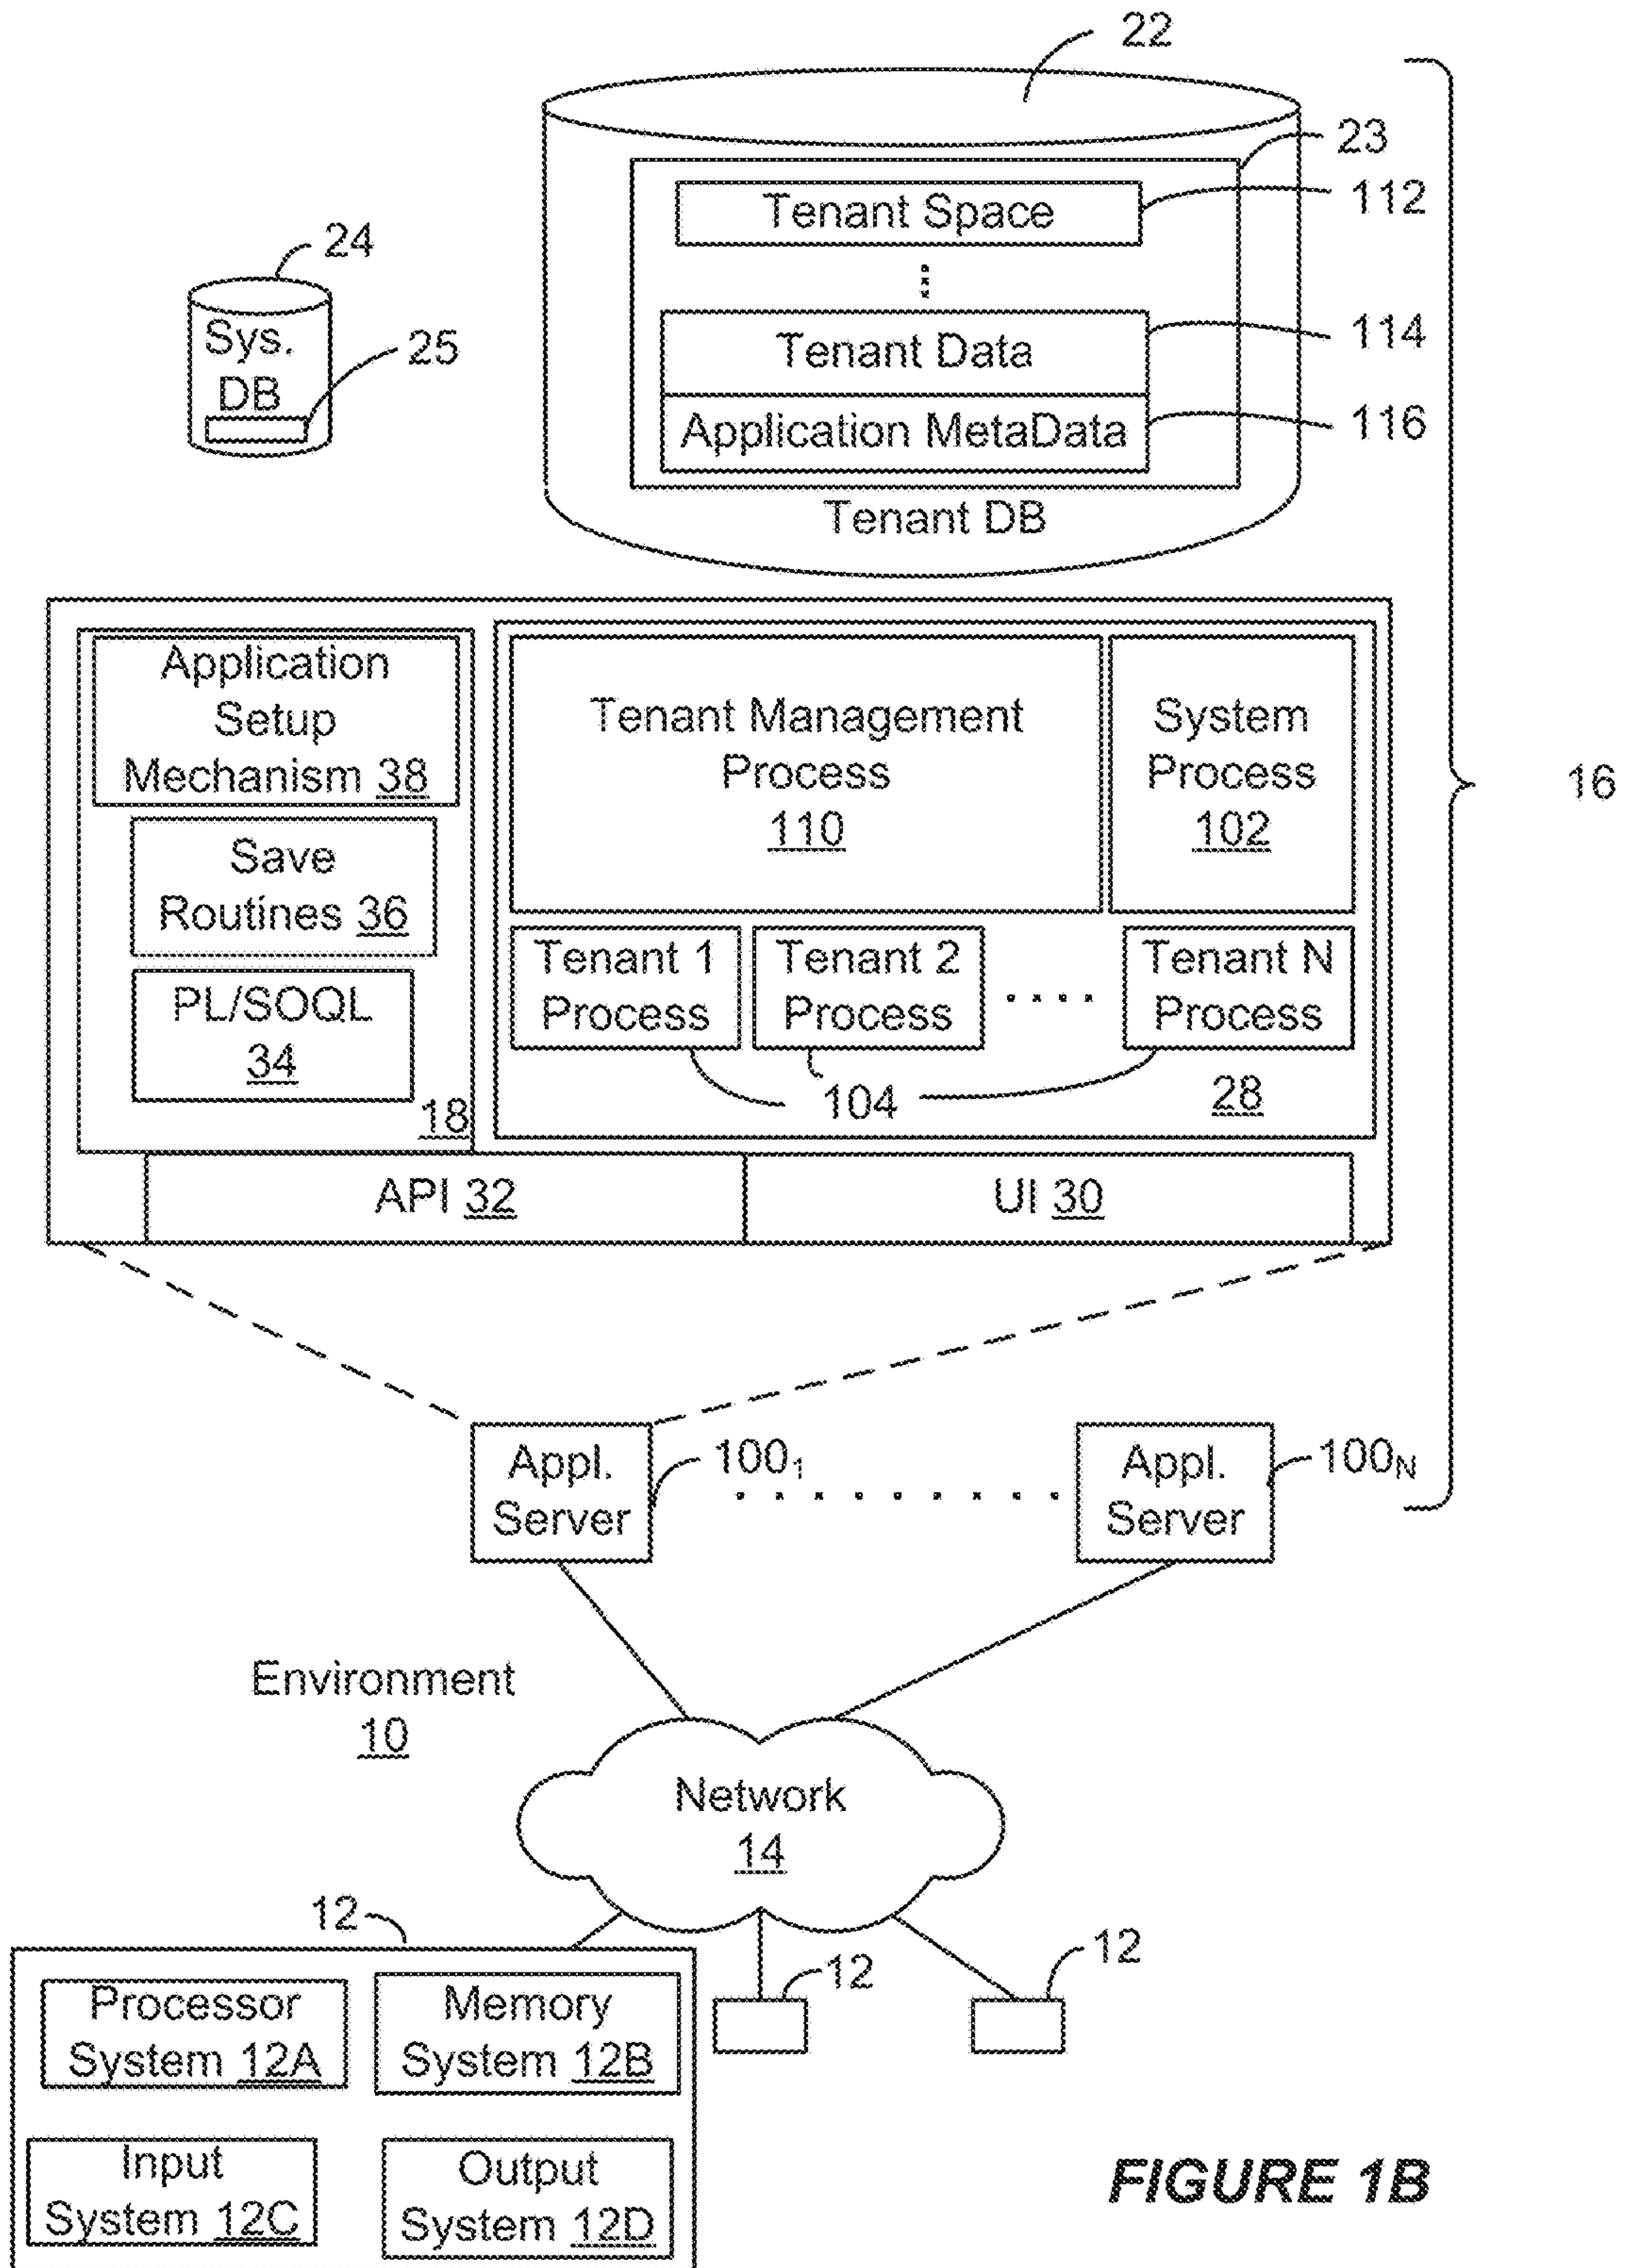 22
23
Tenant Space
112
24
Sys.
DB
25
Tenant Data
114
Application MetaData
116
Tenant DB
Application
Setup
Mechanism 38
Tenant Management
Process
110
System
Process
102
16
Save
Routines 36
Tenant 1
Process
Tenant 2
Process
Tenant N
Process
PL/SOQL
34
18
104
28
API 32
UI 30
Appl.
Server
100₁
Appl.
Server
100ₙ
Environment
10
Network
14
12
12
12
Processor
System 12A
Memory
System 12B
Input
System 12C
Output
System 12D
FIGURE 1B